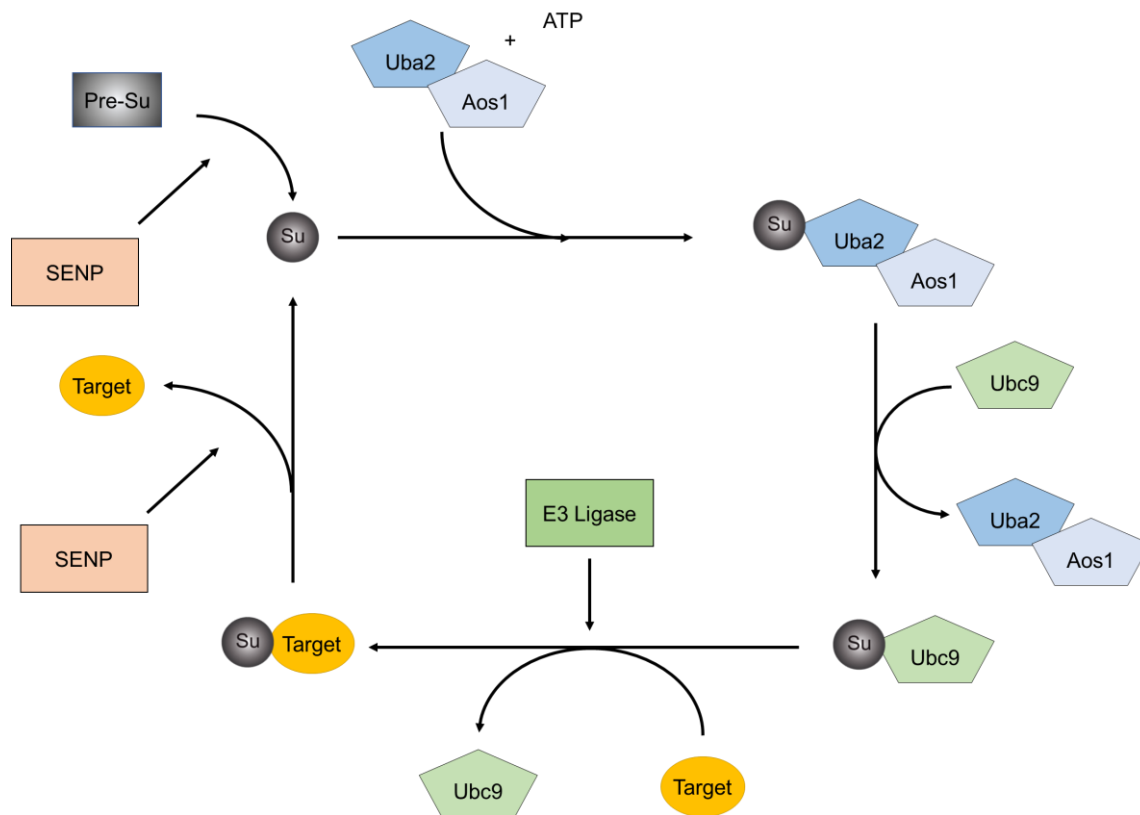 ATP
+
Uba2
Aos1
Pre-Su
Su
SENP
Su
Uba2
Aos1
Target
Ubc9
SENP
E3 Ligase
Uba2
Aos1
Su
Target
Su
Ubc9
Ubc9
Target